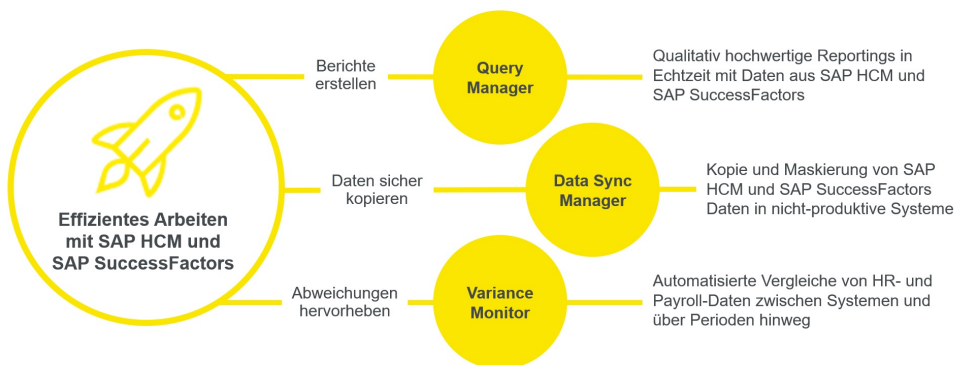 Effizientes Arbeiten
mit SAP HCM und
SAP SuccessFactors
Berichte
erstellen
Query
Manager
Qualitativ hochwertige Reportings in
Echtzeit mit Daten aus SAP HCM und
SAP SuccessFactors
Daten sicher
kopieren
Data Sync
Manager
Kopie und Maskierung von SAP
HCM und SAP SuccessFactors
Daten in nicht-produktive Systeme
Abweichungen
hervorheben
Variance
Monitor
Automatisierte Vergleiche von HR- und
Payroll-Daten zwischen Systemen und
über Perioden hinweg